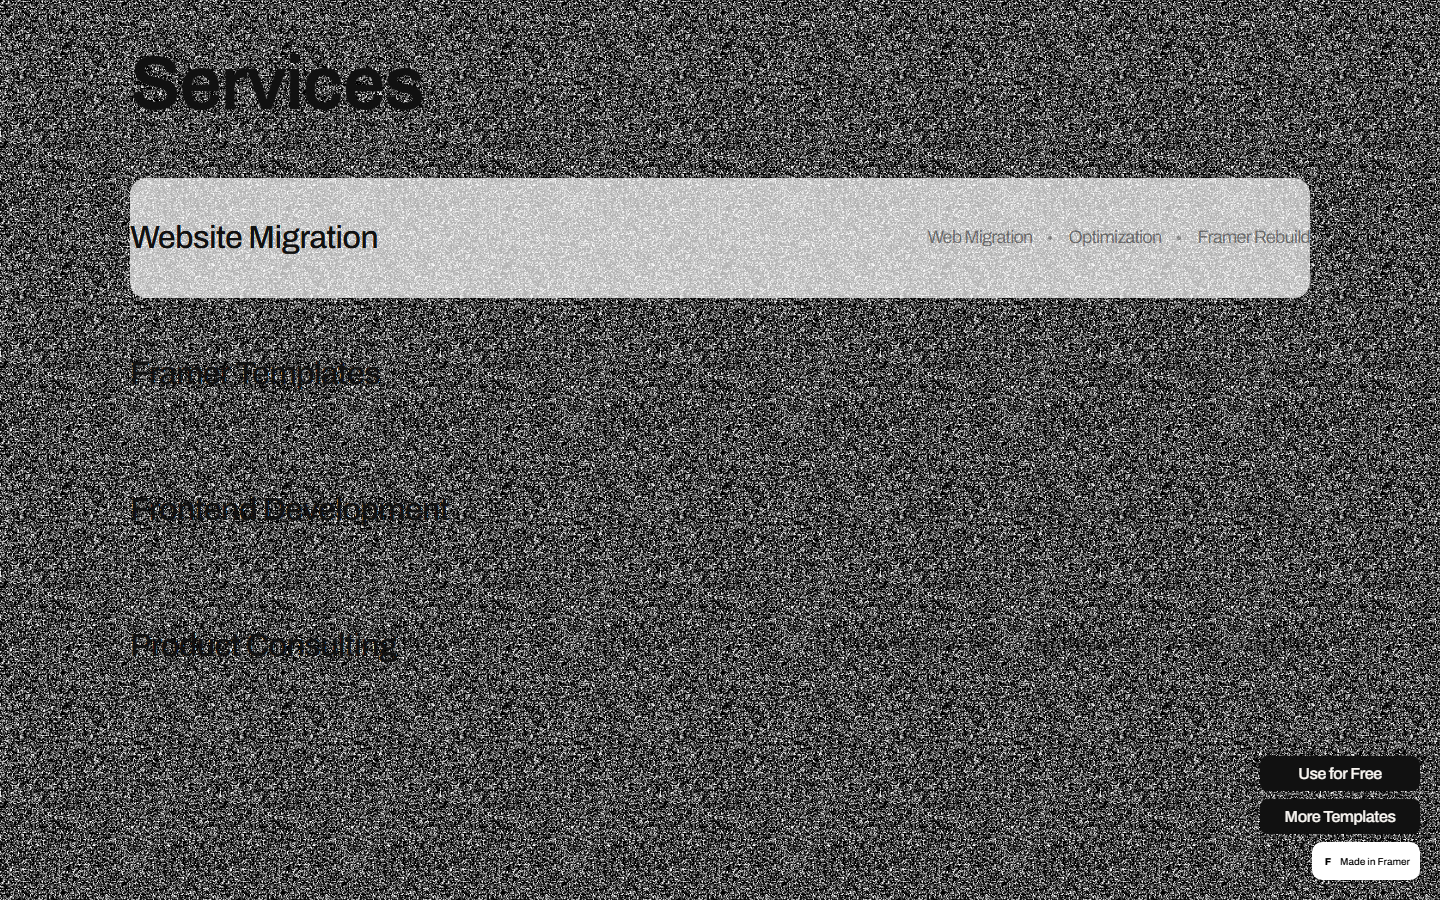 Services
Website Migration
Web Migration • Optimization • Framer Rebuild
Framer Templates
Frontend Development
Product Consulting
Use for Free
More Templates
F Made in Framer